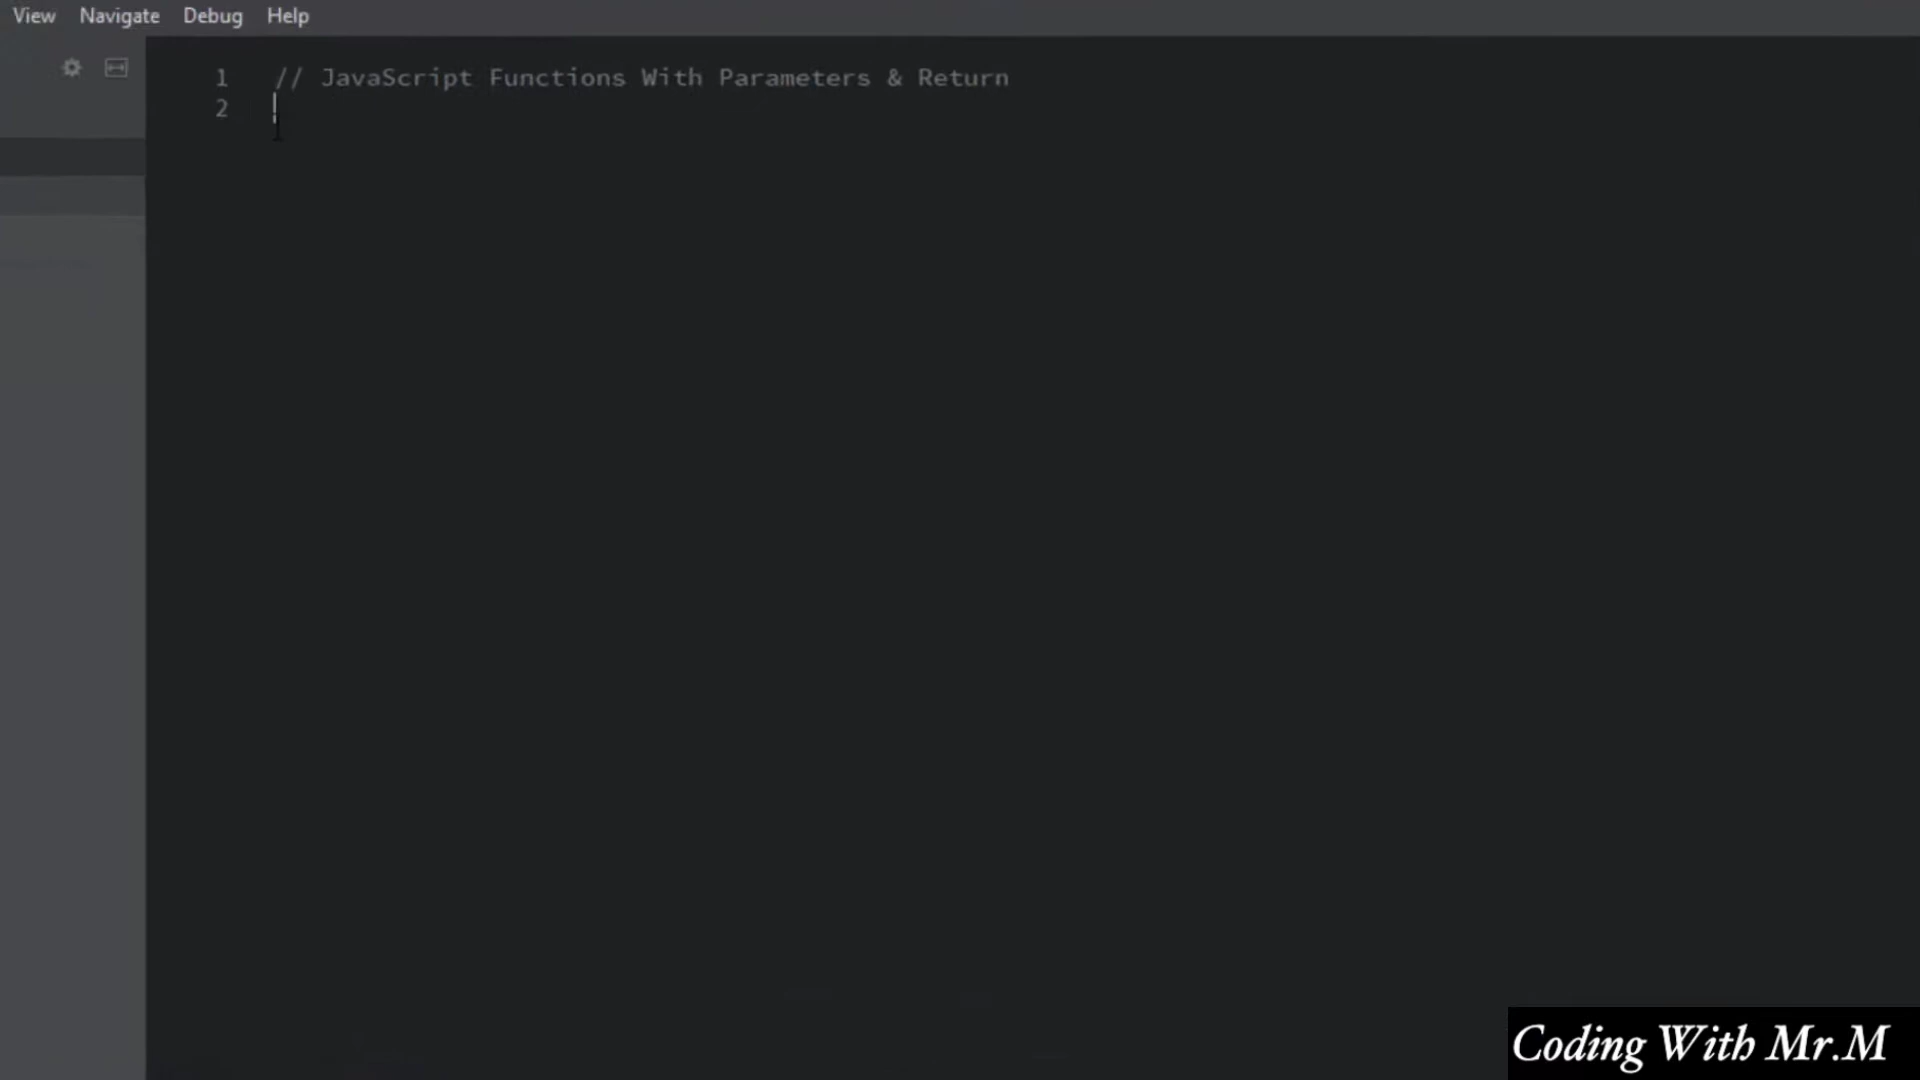 View Navigate Debug Help
1 // JavaScript Functions With Parameters & Return
2
Coding With Mr.M